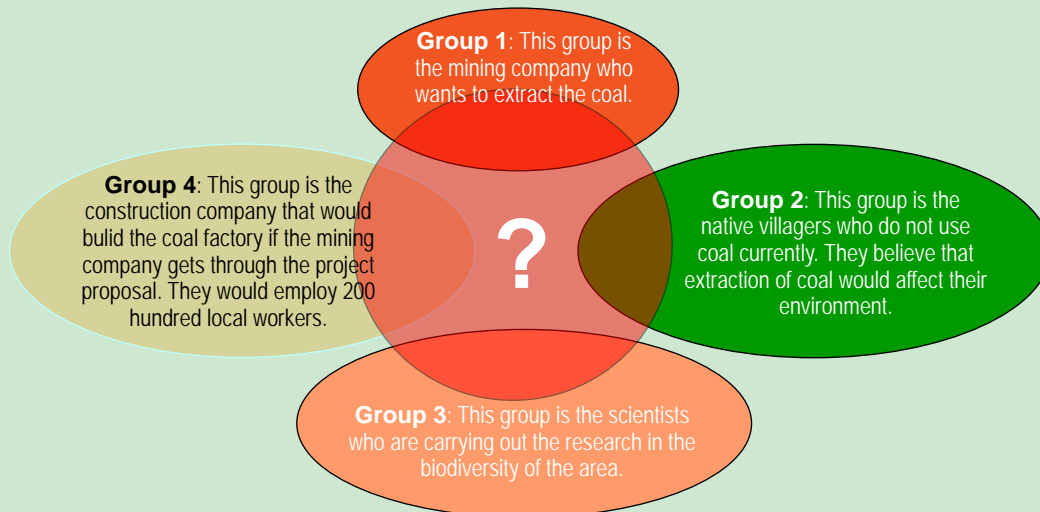 Group 1: This group is
the mining company who
wants to extract the coal.
Group 4: This group is the
construction company that would
bulid the coal factory if the mining
company gets through the project
proposal. They would employ 200
hundred local workers.
?
Group 2: This group is the
native villagers who do not use
coal currently. They believe that
extraction of coal would affect their
environment.
Group 3: This group is the scientists
who are carrying out the research in the
biodiversity of the area.